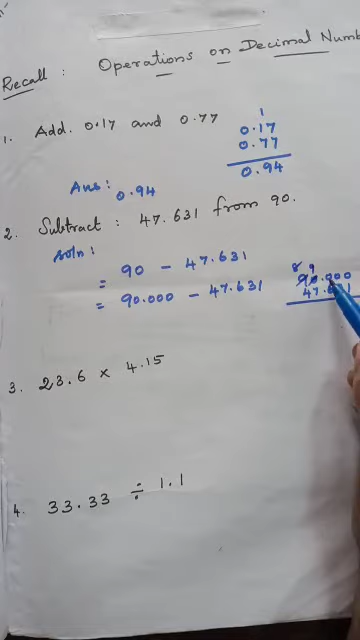 Recall : Operations on Decimal Numb
1. Add. 0.17 and 0.77
1
0.17
0.77
0.94
Ans: 0.94
2. Subtract : 47.631 from 90.
soln:
= 90 - 47.631
= 90.000 - 47.631
8 9
90.900
47.
3. 23.6 x 4.15
4. 33.33 ÷ 1.1